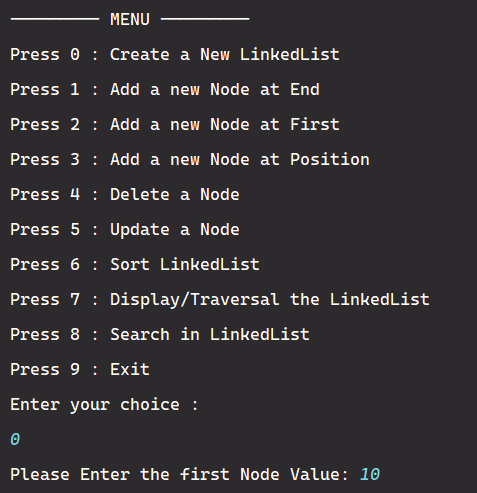 --------- MENU ---------
Press 0 : Create a New LinkedList
Press 1 : Add a new Node at End
Press 2 : Add a new Node at First
Press 3 : Add a new Node at Position
Press 4 : Delete a Node
Press 5 : Update a Node
Press 6 : Sort LinkedList
Press 7 : Display/Traversal the LinkedList
Press 8 : Search in LinkedList
Press 9 : Exit
Enter your choice :
0
Please Enter the first Node Value: 10